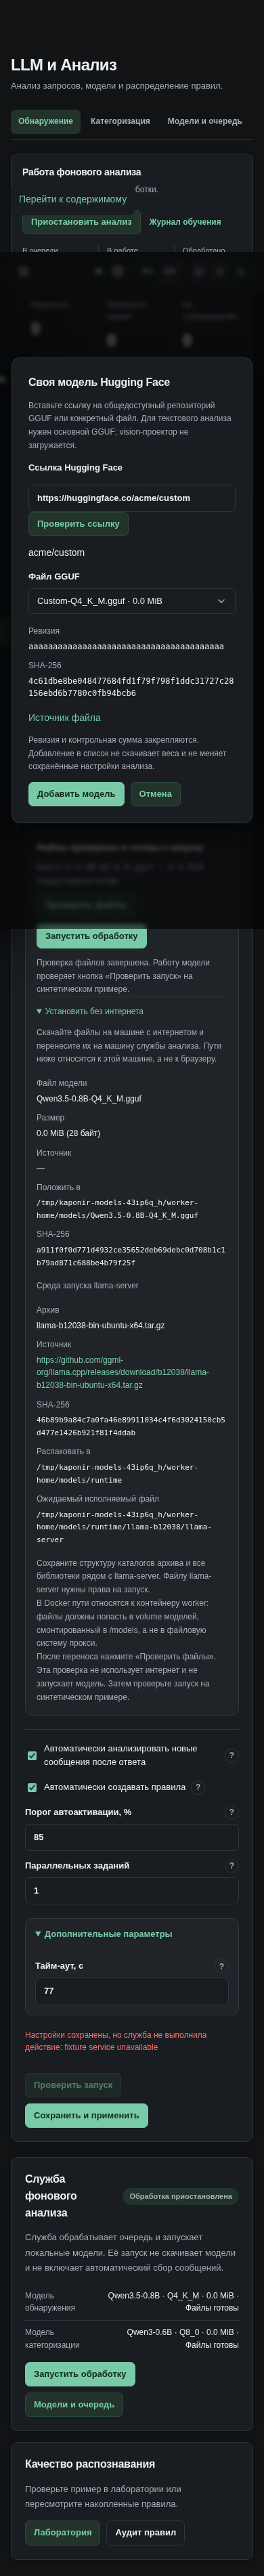 LLM и Анализ
Анализ запросов, модели и распределение правил.
Обнаружение
Категоризация
Модели и очередь
Работа фонового анализа
ботки.
Перейти к содержимому
Приостановить анализ
Журнал обучения
В очереди
В работе
Обработано
0
0
0
Своя модель Hugging Face
Вставьте ссылку на общедоступный репозиторий
GGUF или конкретный файл. Для текстового анализа
нужен основной GGUF; vision-проектор не
загружается.
Ссылка Hugging Face
https://huggingface.co/acme/custom
Проверить ссылку
acme/custom
Файл GGUF
Custom-Q4_K_M.gguf · 0.0 MiB
Ревизия
aaaaaaaaaaaaaaaaaaaaaaaaaaaaaaaaaaaaaaaa
SHA-256
4c61dbe8be048477684fd1f79f798f1ddc31727c28
156ebd6b7780c0fb94bcb6
Источник файла
Ревизия и контрольная сумма закрепляются.
Добавление в список не скачивает веса и не меняет
сохранённые настройки анализа.
Добавить модель
Отмена
Файлы проверены и готовы к запуску
Проверить файлы
Запустить обработку
Проверка файлов завершена. Работу модели
проверяет кнопка «Проверить запуск» на
синтетическом примере.
Установить без интернета
Скачайте файлы на машине с интернетом и
перенесите их на машину службы анализа. Пути
ниже относятся к этой машине, а не к браузеру.
Файл модели
Qwen3.5-0.8B-Q4_K_M.gguf
Размер
0.0 MiB (28 байт)
Источник
—
Положить в
/tmp/kaponir-models-43ip6q_h/worker-
home/models/Qwen3.5-0.8B-Q4_K_M.gguf
SHA-256
a911f0f0d771d4932ce35652deb69debc0d708b1c1
b79ad871c688be4b79f25f
Среда запуска llama-server
Архив
llama-b12038-bin-ubuntu-x64.tar.gz
Источник
https://github.com/ggml-
org/llama.cpp/releases/download/b12038/llama-
b12038-bin-ubuntu-x64.tar.gz
SHA-256
46b89b9a84c7a0fa46e89911034c4f6d3024150cb5
d477e1426b921f81f4ddab
Распаковать в
/tmp/kaponir-models-43ip6q_h/worker-
home/models/runtime
Ожидаемый исполняемый файл
/tmp/kaponir-models-43ip6q_h/worker-
home/models/runtime/llama-b12038/llama-
server
Сохраните структуру каталогов архива и все
библиотеки рядом с llama-server. Файлу llama-
server нужны права на запуск.
В Docker пути относятся к контейнеру worker:
файлы должны попасть в volume моделей,
смонтированный в /models, а не в файловую
систему прокси.
После переноса нажмите «Проверить файлы».
Эта проверка не использует интернет и не
запускает модель. Затем проверьте запуск на
синтетическом примере.
Автоматически анализировать новые
сообщения после ответа
?
Автоматически создавать правила
?
Порог автоактивации, %
?
85
Параллельных заданий
?
1
Дополнительные параметры
Тайм-аут, с
?
77
Настройки сохранены, но служба не выполнила
действие: fixture service unavailable
Проверить запуск
Сохранить и применить
Служба
фонового
анализа
Обработка приостановлена
Служба обрабатывает очередь и запускает
локальные модели. Её запуск не скачивает модели
и не включает автоматический сбор сообщений.
Модель
обнаружения
Qwen3.5-0.8B · Q4_K_M · 0.0 MiB ·
Файлы готовы
Модель
категоризации
Qwen3-0.6B · Q8_0 · 0.0 MiB ·
Файлы готовы
Запустить обработку
Модели и очередь
Качество распознавания
Проверьте пример в лаборатории или
пересмотрите накопленные правила.
Лаборатория
Аудит правил